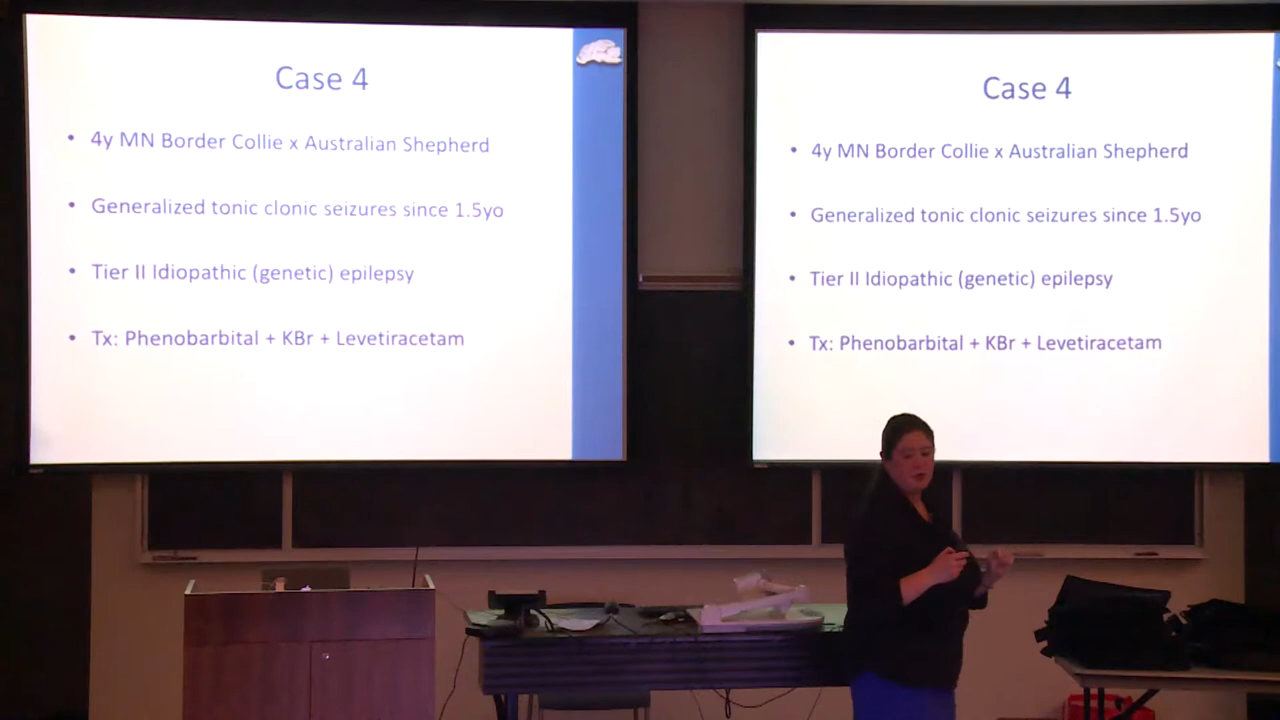 Case 4
• 4y MN Border Collie x Australian Shepherd
• Generalized tonic clonic seizures since 1.5yo
• Tier II Idiopathic (genetic) epilepsy
• Tx: Phenobarbital + KBr + Levetiracetam
Case 4
• 4y MN Border Collie x Australian Shepherd
• Generalized tonic clonic seizures since 1.5yo
• Tier II Idiopathic (genetic) epilepsy
• Tx: Phenobarbital + KBr + Levetiracetam